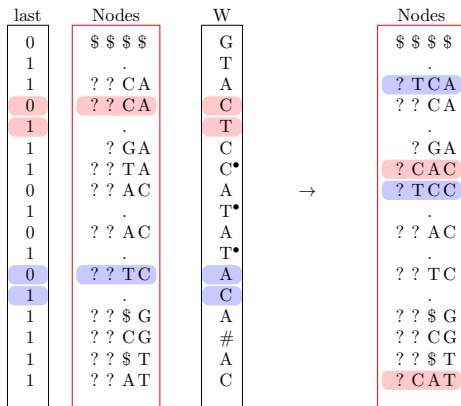 last Nodes W Nodes
0 $ $ $ $ G $ $ $ $
1 . T .
1 ? ? C A A ? T C A
0 ? ? C A C ? ? C A
1 . T .
1 ? G A C ? G A
1 ? ? T A C• ? C A C
0 ? ? A C A ? T C C
1 . T• .
0 ? ? A C A ? ? A C
1 . T• .
0 ? ? T C A → ? ? T C
1 . C .
1 ? ? $ G A ? ? $ G
1 ? ? C G # ? ? C G
1 ? ? $ T A ? ? $ T
1 ? ? A T C ? C A T